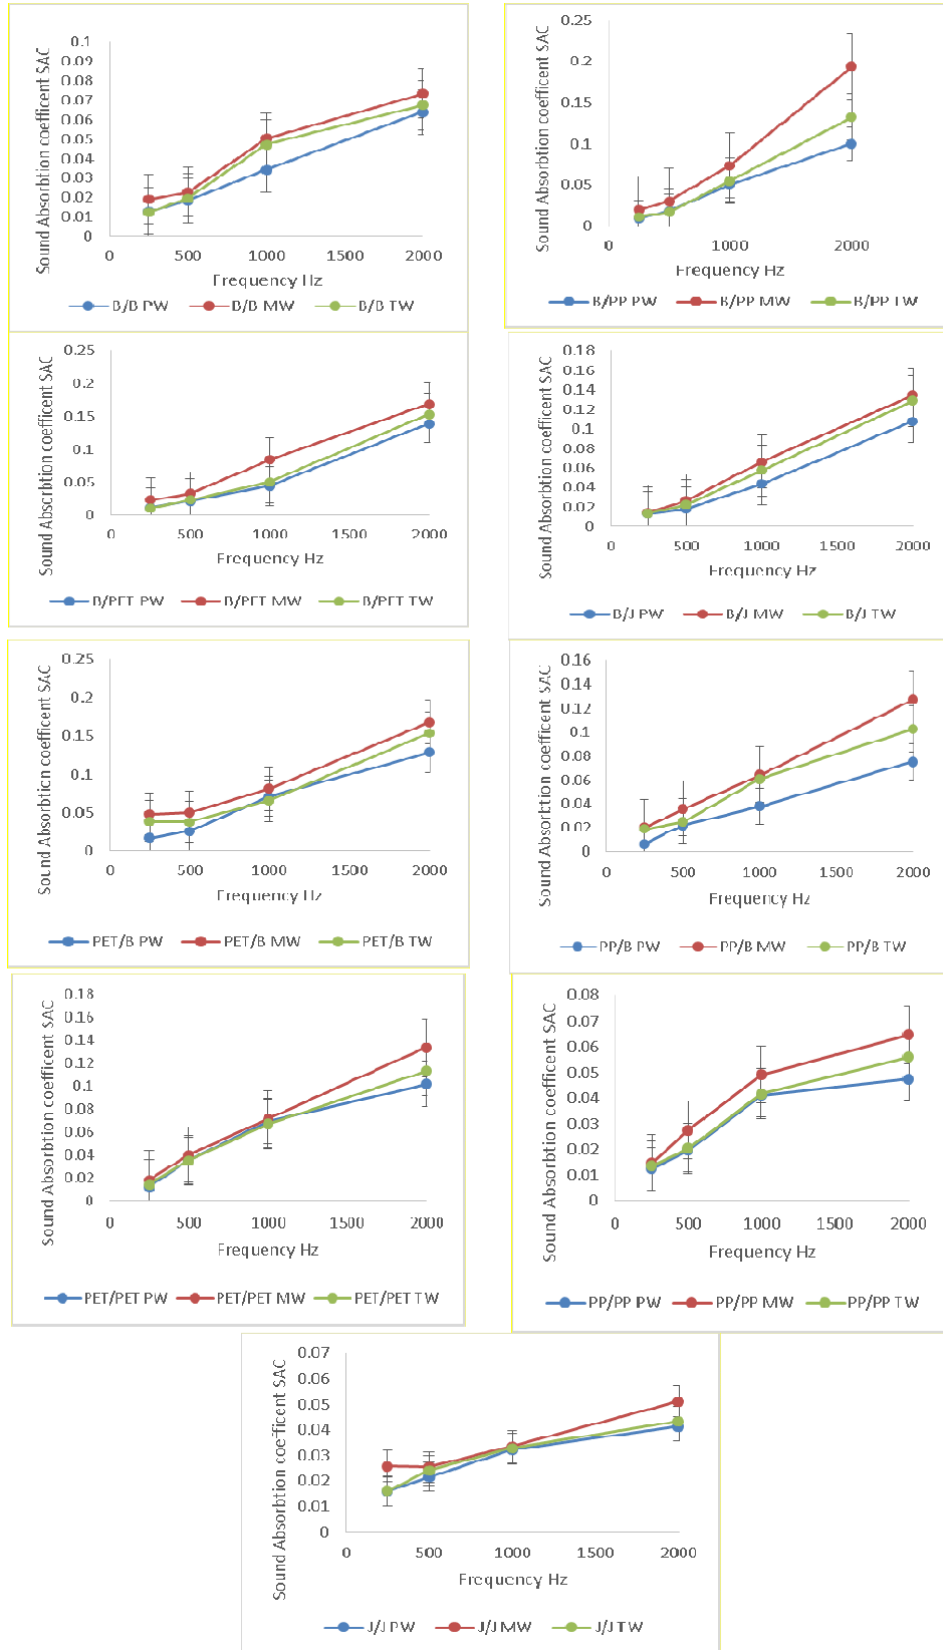 Sound Absorbtion coefficent SAC
0.1
0.09
0.08
0.07
0.06
0.05
0.04
0.03
0.02
0.01
0
0 500 1000 1500 2000
Frequency Hz
B/B PW B/B MW B/B TW
Sound Absorbtion coefficent SAC
0.25
0.2
0.15
0.1
0.05
0
0 1000 2000
Frequency Hz
B/PP PW B/PP MW B/PP TW
Sound Abscrbtion coefficent SAC
0.25
0.2
0.15
0.1
0.05
0
0 500 1000 1500 2000
Frequency Hz
B/PET PW B/PET MW B/PET TW
Sound Absorbtion coefficent SAC
0.18
0.16
0.14
0.12
0.1
0.08
0.06
0.04
0.02
0
0 500 1000 1500 2000
Frequency Hz
B/J PW B/J MW B/J TW
Sound Absorbtion coefficent SAC
0.25
0.2
0.15
0.1
0.05
0
0 500 1000 1500 2000
Frequency Hz
PET/B PW PET/B MW PET/B TW
Sound Absorbtion coefficent SAC
0.16
0.14
0.12
0.1
0.08
0.06
0.04
0.02
0
0 500 1000 1500 2000
Frequency Hz
PP/B PW PP/B MW PP/B TW
Sound Absorbtion coefficent SAC
0.18
0.16
0.14
0.12
0.1
0.08
0.06
0.04
0.02
0
0 500 1000 1500 2000
Frequency Hz
PET/PET PW PET/PET MW PET/PET TW
Sound Absorbtion coefficent SAC
0.08
0.07
0.06
0.05
0.04
0.03
0.02
0.01
0
0 500 1000 1500 2000
Frequency Hz
PP/PP PW PP/PP MW PP/PP TW
Sound Absorbtion coefficent SAC
0.07
0.06
0.05
0.04
0.03
0.02
0.01
0
0 500 1000 1500 2000
Frequency Hz
J/J PW J/J MW J/J TW